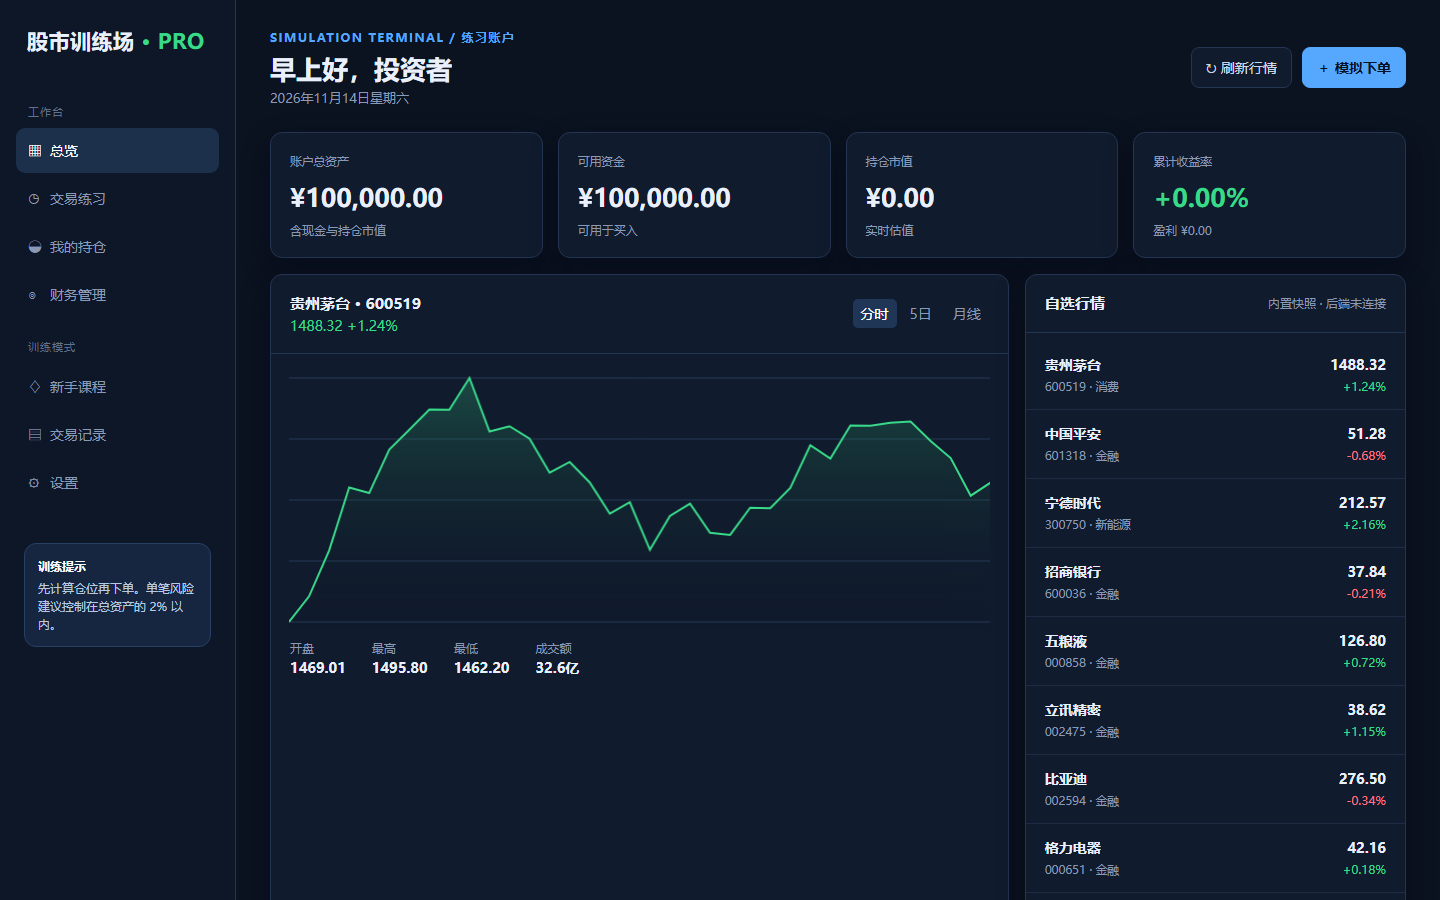 股市训练场 • PRO
工作台
总览
交易练习
我的持仓
财务管理
训练模式
新手课程
交易记录
设置
训练提示
先计算仓位再下单。单笔风险
建议控制在总资产的 2% 以
内。
SIMULATION TERMINAL / 练习账户
早上好，投资者
2026年11月14日星期六
↻ 刷新行情
+ 模拟下单
账户总资产
¥100,000.00
含现金与持仓市值
可用资金
¥100,000.00
可用于买入
持仓市值
¥0.00
实时估值
累计收益率
+0.00%
盈利 ¥0.00
贵州茅台 • 600519
1488.32 +1.24%
分时 5日 月线
开盘 最高 最低 成交额
1469.01 1495.80 1462.20 32.6亿
自选行情 内置快照 · 后端未连接
贵州茅台 1488.32
600519 · 消费 +1.24%
中国平安 51.28
601318 · 金融 -0.68%
宁德时代 212.57
300750 · 新能源 +2.16%
招商银行 37.84
600036 · 金融 -0.21%
五粮液 126.80
000858 · 金融 +0.72%
立讯精密 38.62
002475 · 金融 +1.15%
比亚迪 276.50
002594 · 金融 -0.34%
格力电器 42.16
000651 · 金融 +0.18%